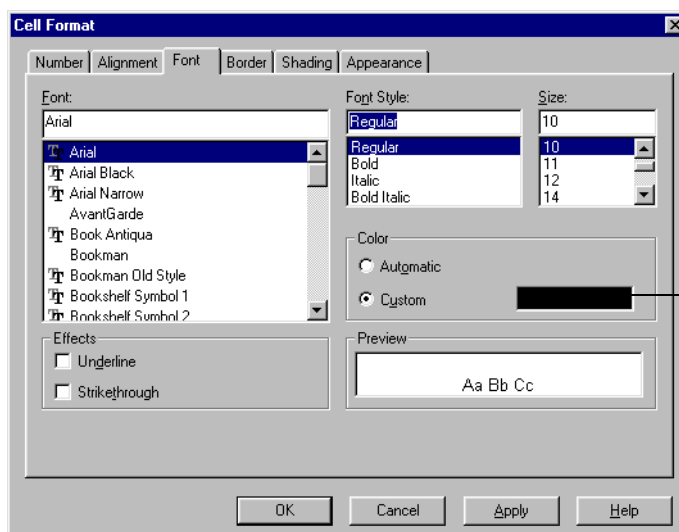 Cell Format
Number Alignment Font Border Shading Appearance
Font: Font Style: Size:
Arial Regular 10
Arial
Arial Black
Arial Narrow
AvantGarde
Book Antiqua
Bookman
Bookman Old Style
Bookshelf Symbol 1
Bookshelf Symbol 2
Regular
Bold
Italic
Bold Italic
10
11
12
14
Color
Automatic
Custom
Effects
Underline
Strikethrough
Preview
Aa Bb Cc
OK Cancel Apply Help